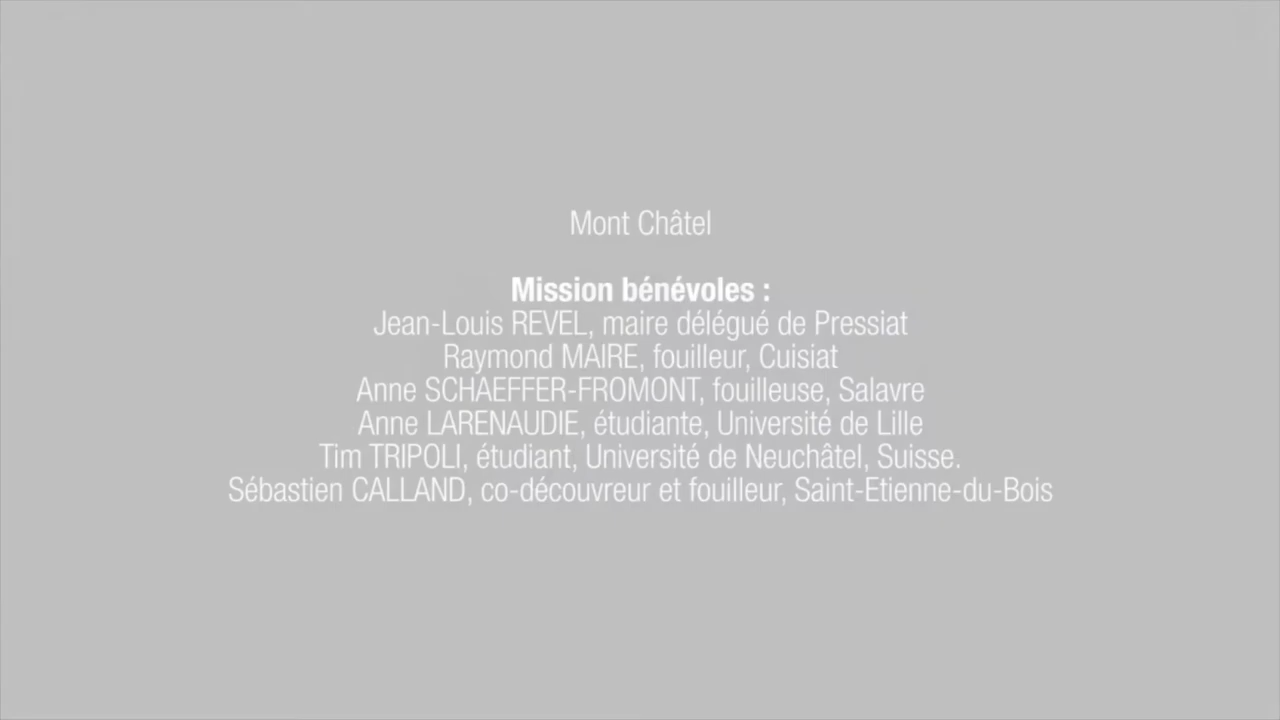 Mont Châtel
Mission bénévoles :
Jean-Louis REVEL, maire délégué de Pressiat
Raymond MAIRE, fouilleur, Cuisiat
Anne SCHAEFFER-FROMONT, fouilleuse, Salavre
Anne LARENAUDIE, étudiante, Université de Lille
Tim TRIPOLI, étudiant, Université de Neuchâtel, Suisse.
Sébastien CALLAND, co-découvreur et fouilleur, Saint-Etienne-du-Bois